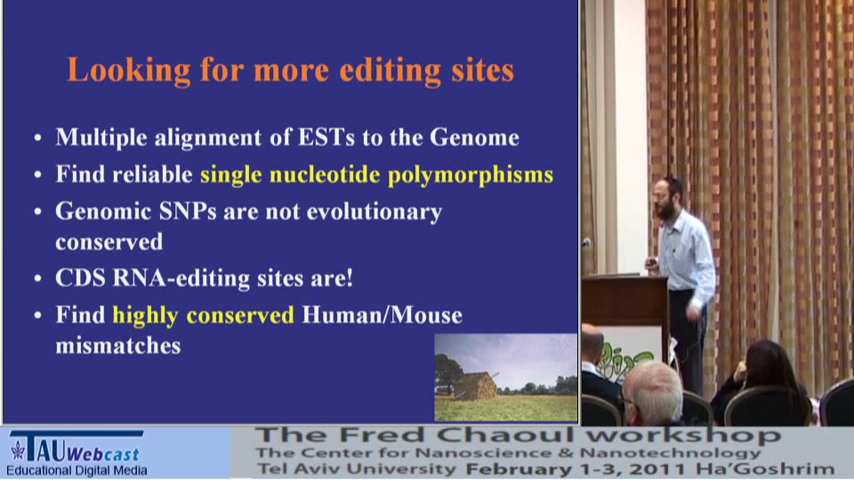 Looking for more editing sites
• Multiple alignment of ESTs to the Genome
• Find reliable single nucleotide polymorphisms
• Genomic SNPs are not evolutionary
conserved
• CDS RNA-editing sites are!
• Find highly conserved Human/Mouse
mismatches
TAU Webcast
Educational Digital Media
The Fred Chaoul workshop
The Center for Nanoscience & Nanotechnology
Tel Aviv University February 1-3, 2011 Ha'Goshrim